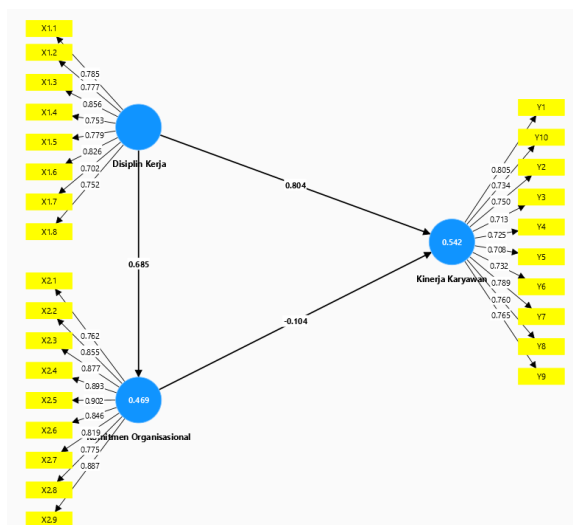 X1.1
X1.2
X1.3
X1.4
X1.5
X1.6
X1.7
X1.8
0.785
0.777
0.856
0.753
0.779
0.826
0.702
0.752
Disiplin Kerja
0.804
0.685
-0.104
X2.1
X2.2
X2.3
X2.4
X2.5
X2.6
X2.7
X2.8
X2.9
0.762
0.855
0.877
0.893
0.902
0.846
0.819
0.775
0.887
0.469
Organisasional
0.542
Kinerja Karyawan
0.805
0.734
0.750
0.713
0.725
0.708
0.732
0.789
0.760
0.765
Y1
Y10
Y2
Y3
Y4
Y5
Y6
Y7
Y8
Y9